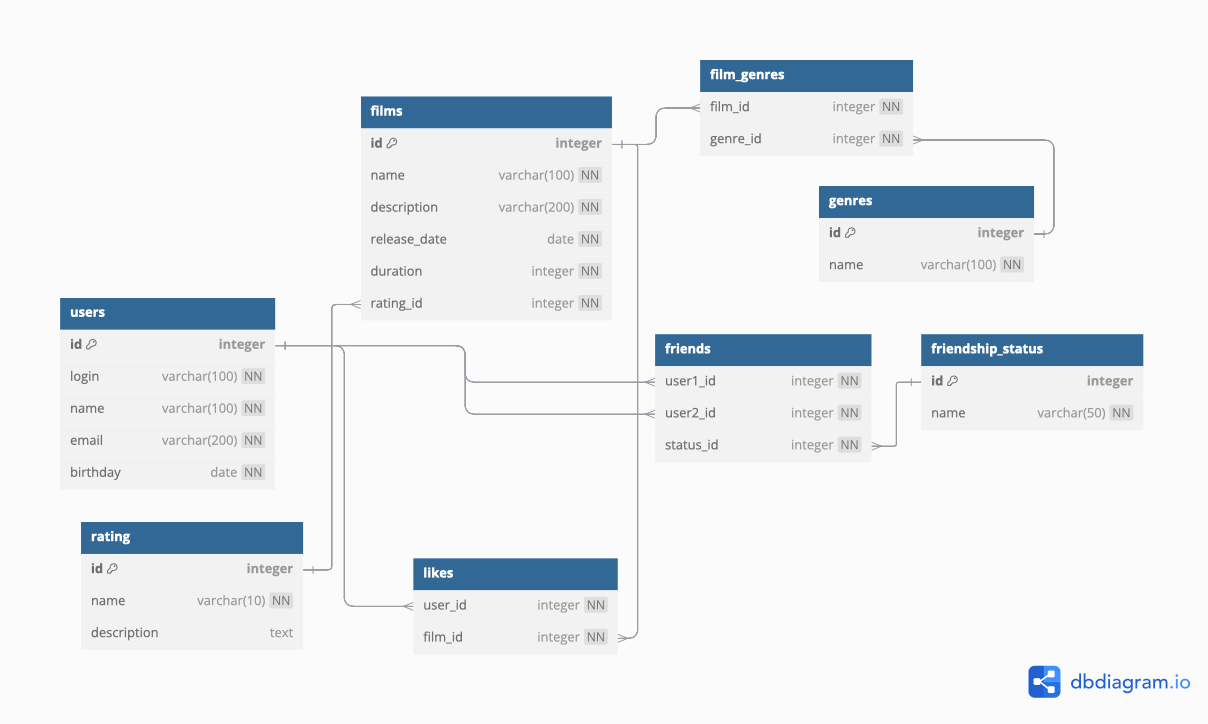 films
id integer
name varchar(100) NN
description varchar(200) NN
release_date date NN
duration integer NN
rating_id integer NN
film_genres
film_id integer NN
genre_id integer NN
genres
id integer
name varchar(100) NN
users
id integer
login varchar(100) NN
name varchar(100) NN
email varchar(200) NN
birthday date NN
friends
user1_id integer NN
user2_id integer NN
status_id integer NN
friendship_status
id integer
name varchar(50) NN
rating
id integer
name varchar(10) NN
description text
likes
user_id integer NN
film_id integer NN
dbdiagram.io